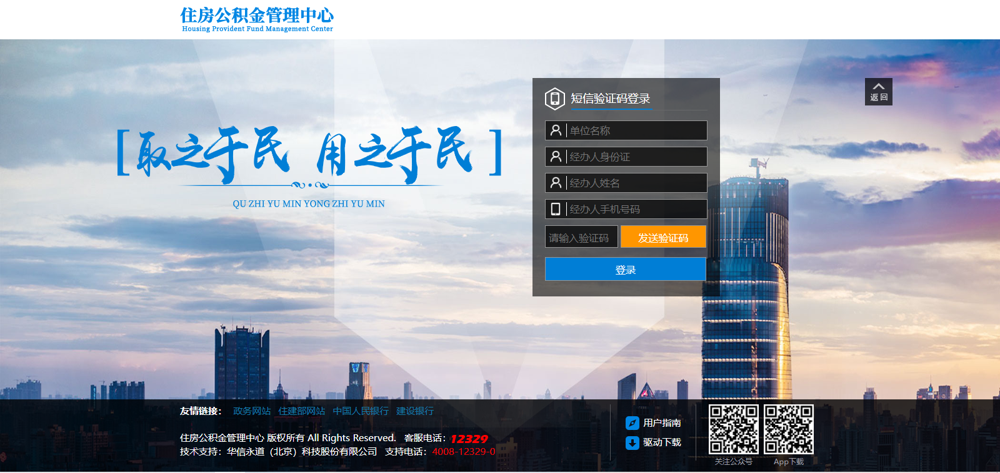 住房公积金管理中心
Housing Provident Fund Management Center
返回
短信验证码登录
单位名称
[取之于民 用之于民]
经办人身份证
经办人姓名
QU ZHI YU MIN YONG ZHI YU MIN
经办人手机号码
请输入验证码 发送验证码
登录
友情链接： 政务网站 住建部网站 中国人民银行 建设银行
住房公积金管理中心 版权所有 All Rights Reserved. 客服电话：12329
技术支持：华信永道（北京）科技股份有限公司 支持电话：4008-12329-0
用户指南
驱动下载
关注公众号 App下载